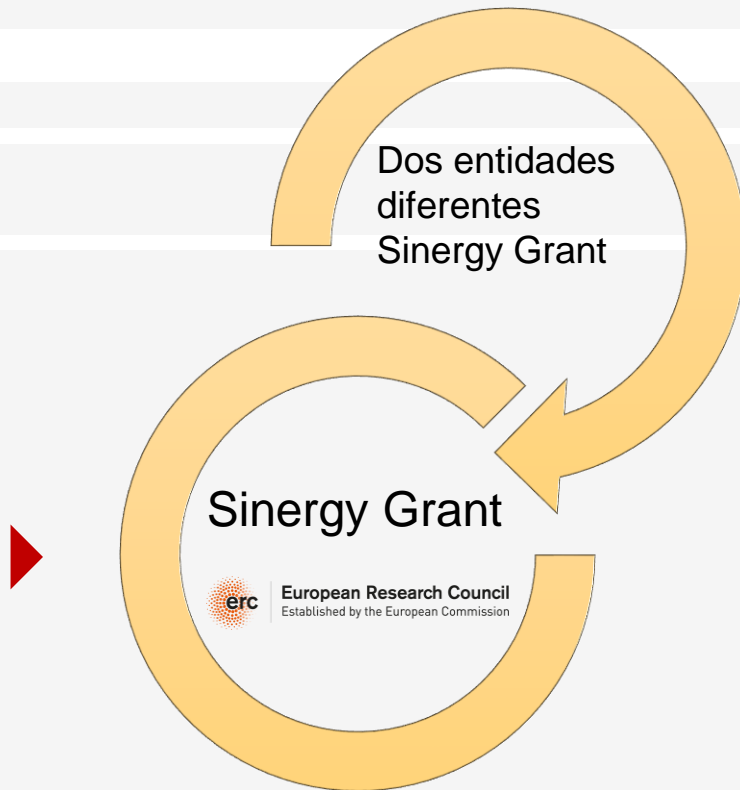 Dos entidades
diferentes
Sinergy Grant
Sinergy Grant
erc
European Research Council
Established by the European Commission